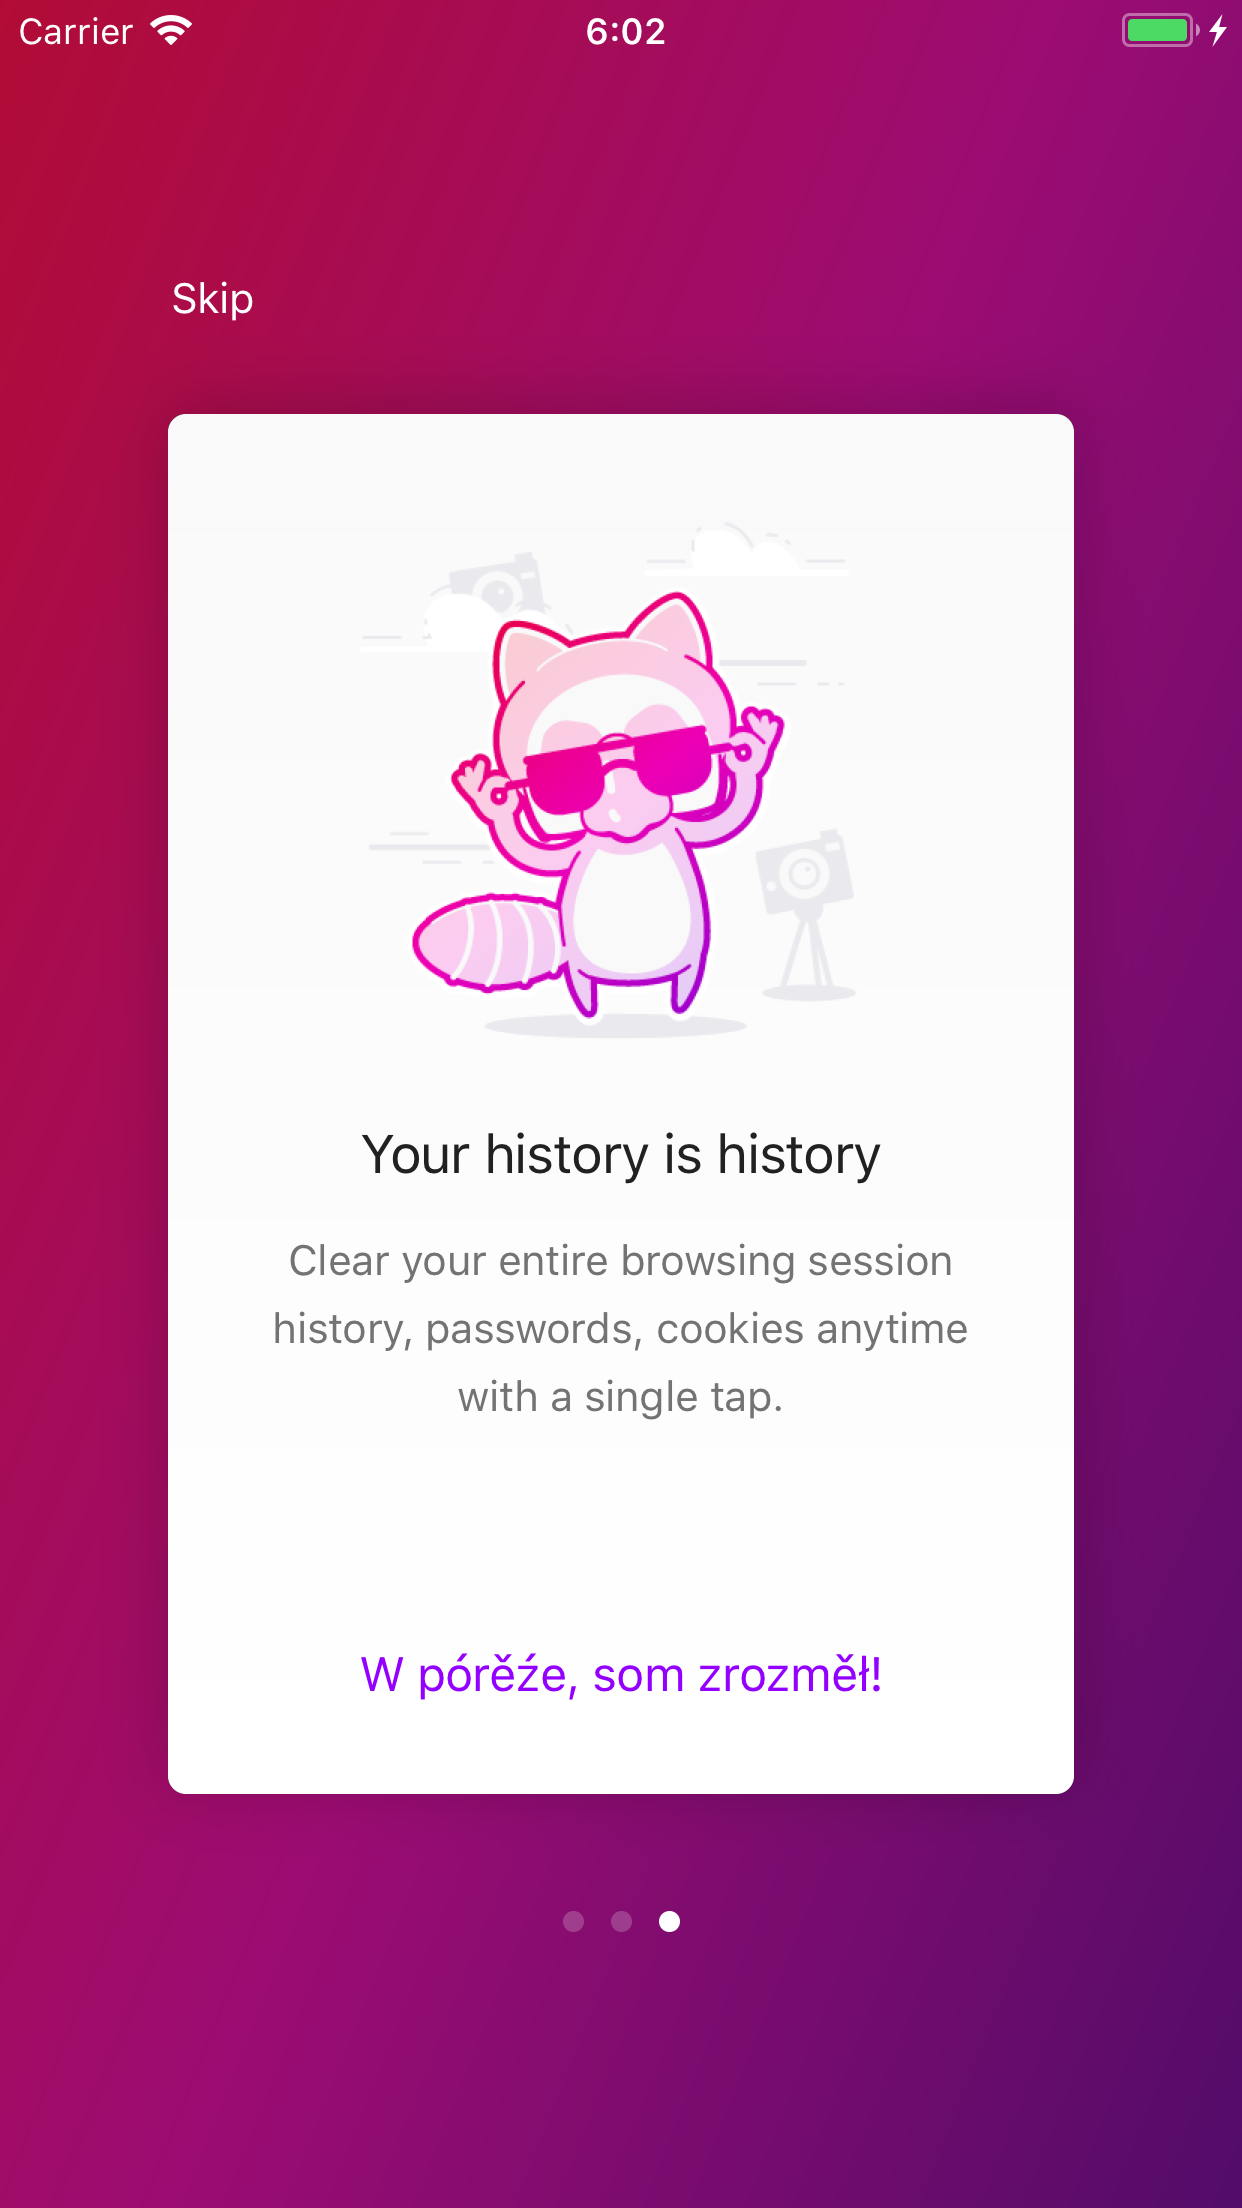 Carrier
6:02
Skip
Your history is history
Clear your entire browsing session
history, passwords, cookies anytime
with a single tap.
W pórěźe, som zrozměł!